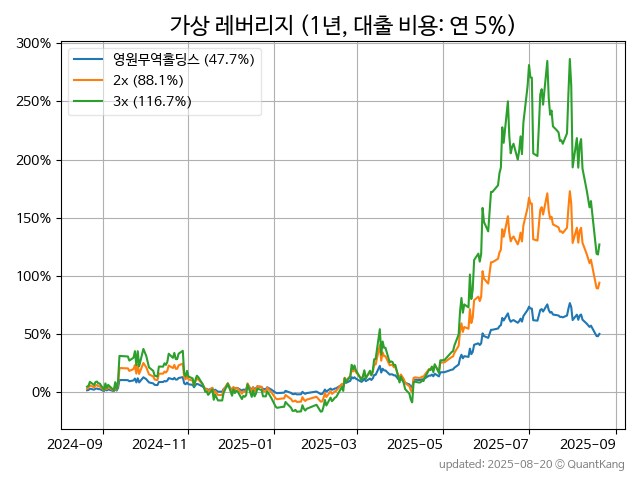 가상 레버리지 (1년, 대출 비용: 연 5%)
300%
250%
200%
150%
100%
50%
0%
영원무역홀딩스 (47.7%)
2x (88.1%)
3x (116.7%)
2024-09
2024-11
2025-01
2025-03
2025-05
2025-07
2025-09
updated: 2025-08-20 © QuantKang